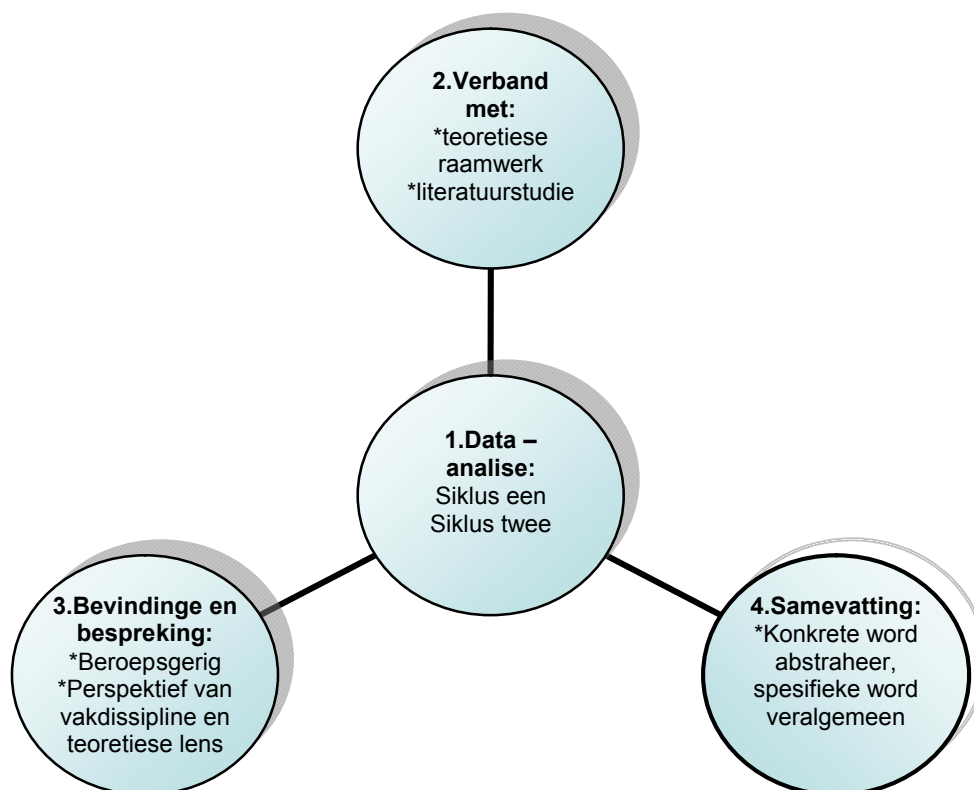 2.Verband
met:
*teoretiese
raamwerk
*literatuurstudie
1.Data –
analise:
Siklus een
Siklus twee
3.Bevindinge en
bespreking:
*Beroepsgerig
*Perspektief van
vakdissipline en
teoretiese lens
4.Samevatting:
*Konkrete word
abstraheer,
spesifieke word
veralgemeen